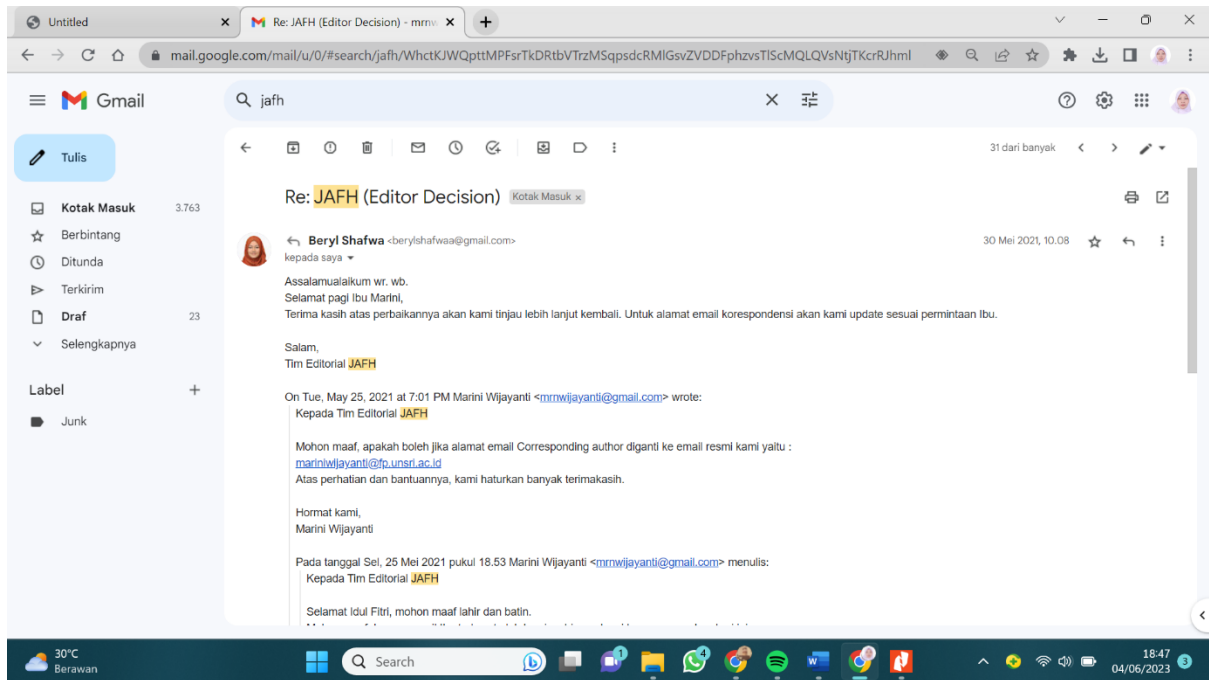 Untitled
Re: JAFH (Editor Decision) - mrnw
mail.google.com/mail/u/0/#search/jafh/WhctKJWQpttMPFsrTkDRtbVTrzMSqpsdcRMlGsvZVDDFphzvsTlScMQLQVsNtjTKcrRJhml
Gmail
jafh
Tulis
31 dari banyak
Kotak Masuk 3.763
Berbintang
Ditunda
Terkirim
Draf 23
Selengkapnya
Label
Junk
Re: JAFH (Editor Decision) Kotak Masuk x
Beryl Shafwa <berylshafwaa@gmail.com> 30 Mei 2021, 10.08
kepada saya
Assalamualaikum wr. wb.
Selamat pagi Ibu Marini,
Terima kasih atas perbaikannya akan kami tinjau lebih lanjut kembali. Untuk alamat email korespondensi akan kami update sesuai permintaan Ibu.
Salam,
Tim Editorial JAFH
On Tue, May 25, 2021 at 7:01 PM Marini Wijayanti <mrnwijayanti@gmail.com> wrote:
Kepada Tim Editorial JAFH
Mohon maaf, apakah boleh jika alamat email Corresponding author diganti ke email resmi kami yaitu :
mariniwijayanti@fp.unsri.ac.id
Atas perhatian dan bantuannya, kami haturkan banyak terimakasih.
Hormat kami,
Marini Wijayanti
Pada tanggal Sel, 25 Mei 2021 pukul 18.53 Marini Wijayanti <mrnwijayanti@gmail.com> menulis:
Kepada Tim Editorial JAFH
Selamat Idul Fitri, mohon maaf lahir dan batin.
30°C
Berawan
Search
1
4
18:47
04/06/2023
3